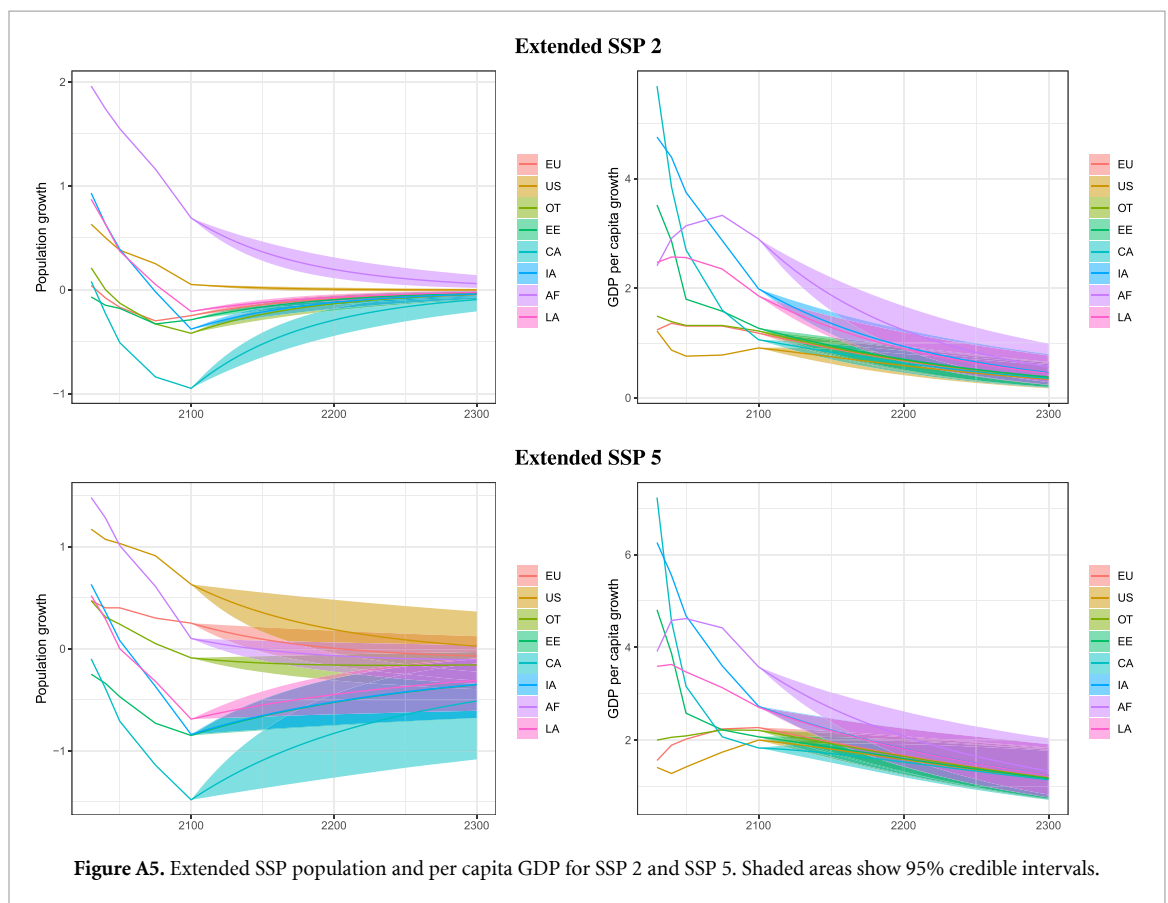 Extended SSP 2
Population growth
2
1
0
−1
2100
2200
2300
EU
US
OT
EE
CA
IA
AF
LA
GDP per capita growth
4
2
0
2100
2200
2300
EU
US
OT
EE
CA
IA
AF
LA
Extended SSP 5
Population growth
1
0
−1
2100
2200
2300
EU
US
OT
EE
CA
IA
AF
LA
GDP per capita growth
6
4
2
2100
2200
2300
EU
US
OT
EE
CA
IA
AF
LA
Figure A5. Extended SSP population and per capita GDP for SSP 2 and SSP 5. Shaded areas show 95% credible intervals.